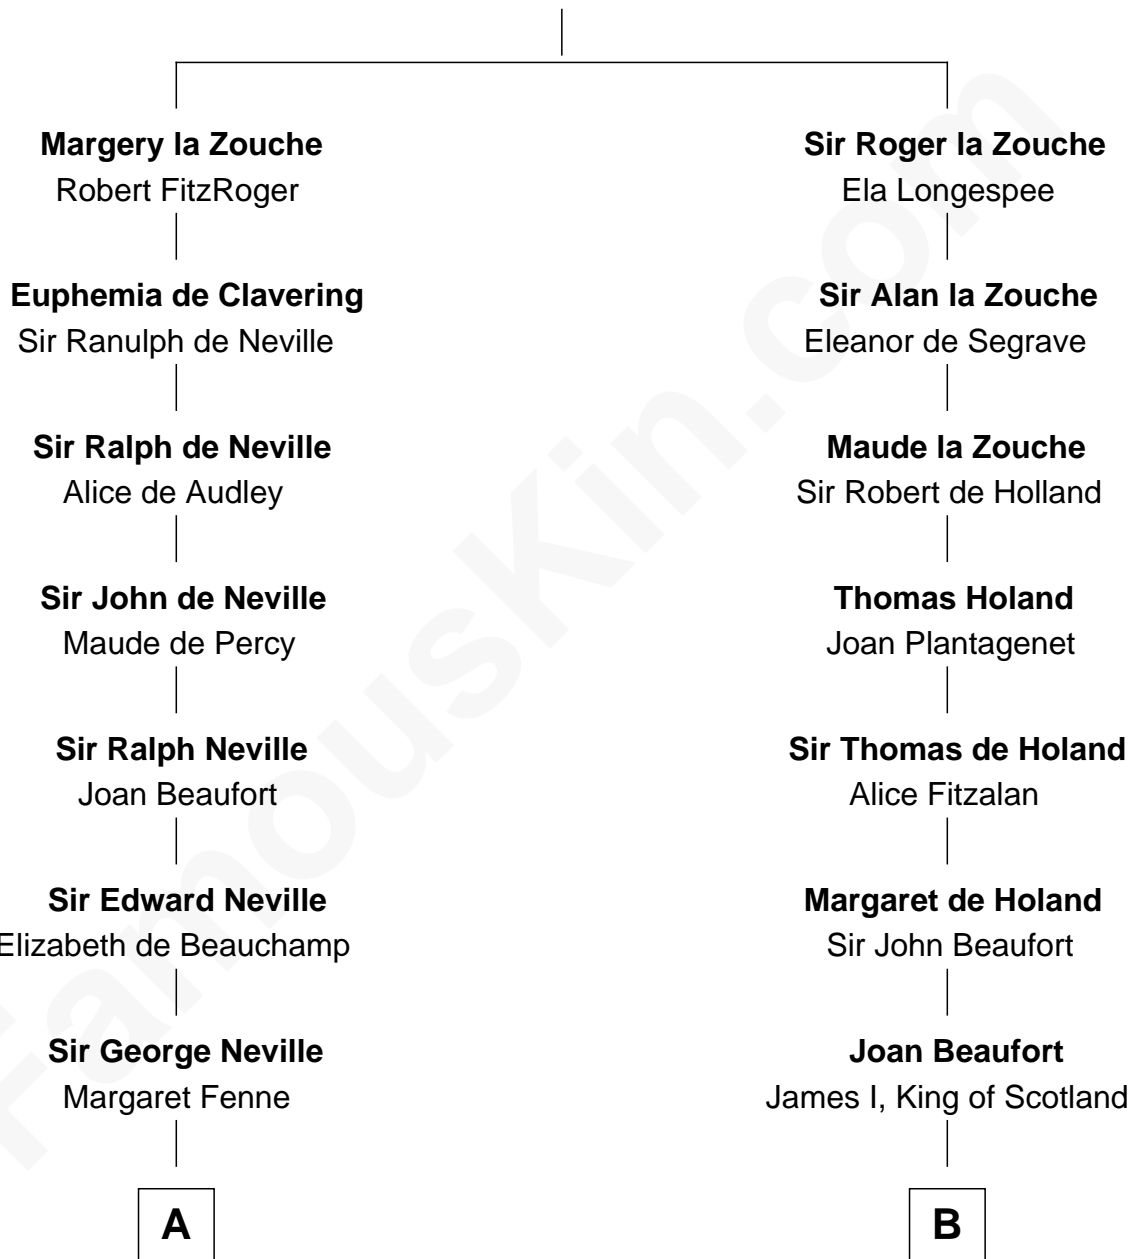 Margery la Zouche
Robert FitzRoger
Euphemia de Clavering
Sir Ranulph de Neville
Sir Ralph de Neville
Alice de Audley
Sir John de Neville
Maude de Percy
Sir Ralph Neville
Joan Beaufort
Sir Edward Neville
Elizabeth de Beauchamp
Sir George Neville
Margaret Fenne
A
Sir Roger la Zouche
Ela Longespee
Sir Alan la Zouche
Eleanor de Segrave
Maude la Zouche
Sir Robert de Holland
Thomas Holand
Joan Plantagenet
Sir Thomas de Holand
Alice Fitzalan
Margaret de Holand
Sir John Beaufort
Joan Beaufort
James I, King of Scotland
B
FamousKin.com